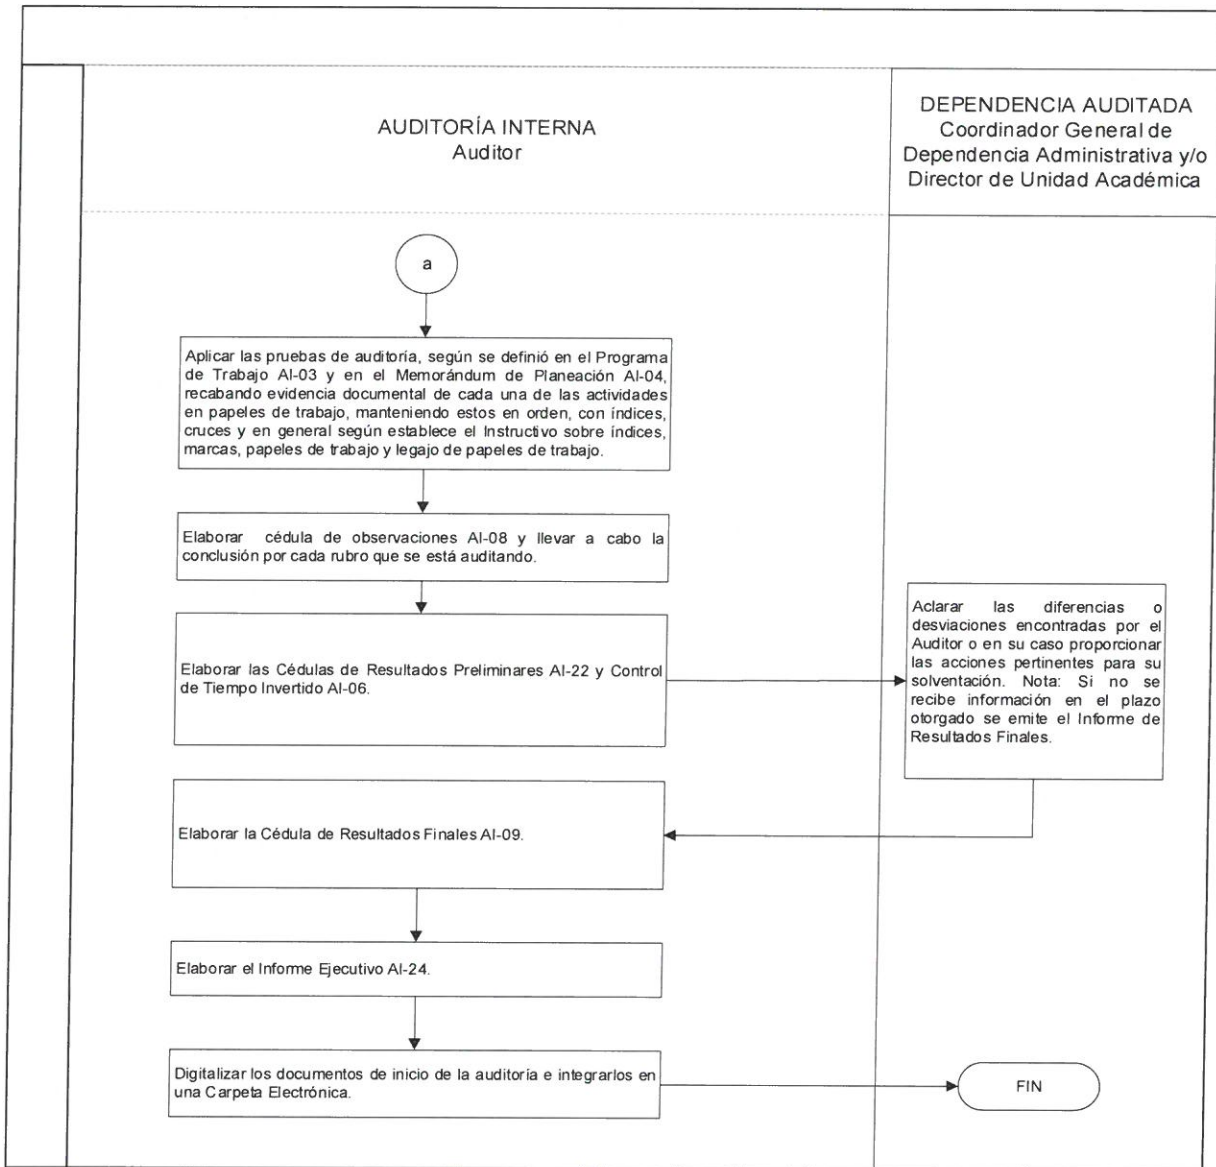 AUDITORÍA INTERNA
Auditor
DEPENDENCIA AUDITADA
Coordinador General de
Dependencia Administrativa y/o
Director de Unidad Académica
a
Aplicar las pruebas de auditoría, según se definió en el Programa
de Trabajo AI-03 y en el Memorándum de Planeación AI-04,
recabando evidencia documental de cada una de las actividades
en papeles de trabajo, manteniendo estos en orden, con índices,
cruces y en general según establece el Instructivo sobre índices,
marcas, papeles de trabajo y legajo de papeles de trabajo.
Elaborar cédula de observaciones AI-08 y llevar a cabo la
conclusión por cada rubro que se está auditando.
Elaborar las Cédulas de Resultados Preliminares AI-22 y Control
de Tiempo Invertido AI-06.
Aclarar las diferencias o
desviaciones encontradas por el
Auditor o en su caso proporcionar
las acciones pertinentes para su
solventación. Nota: Si no se
recibe información en el plazo
otorgado se emite el Informe de
Resultados Finales.
Elaborar la Cédula de Resultados Finales AI-09.
Elaborar el Informe Ejecutivo AI-24.
Digitalizar los documentos de inicio de la auditoría e integrarlos en
una Carpeta Electrónica.
FIN